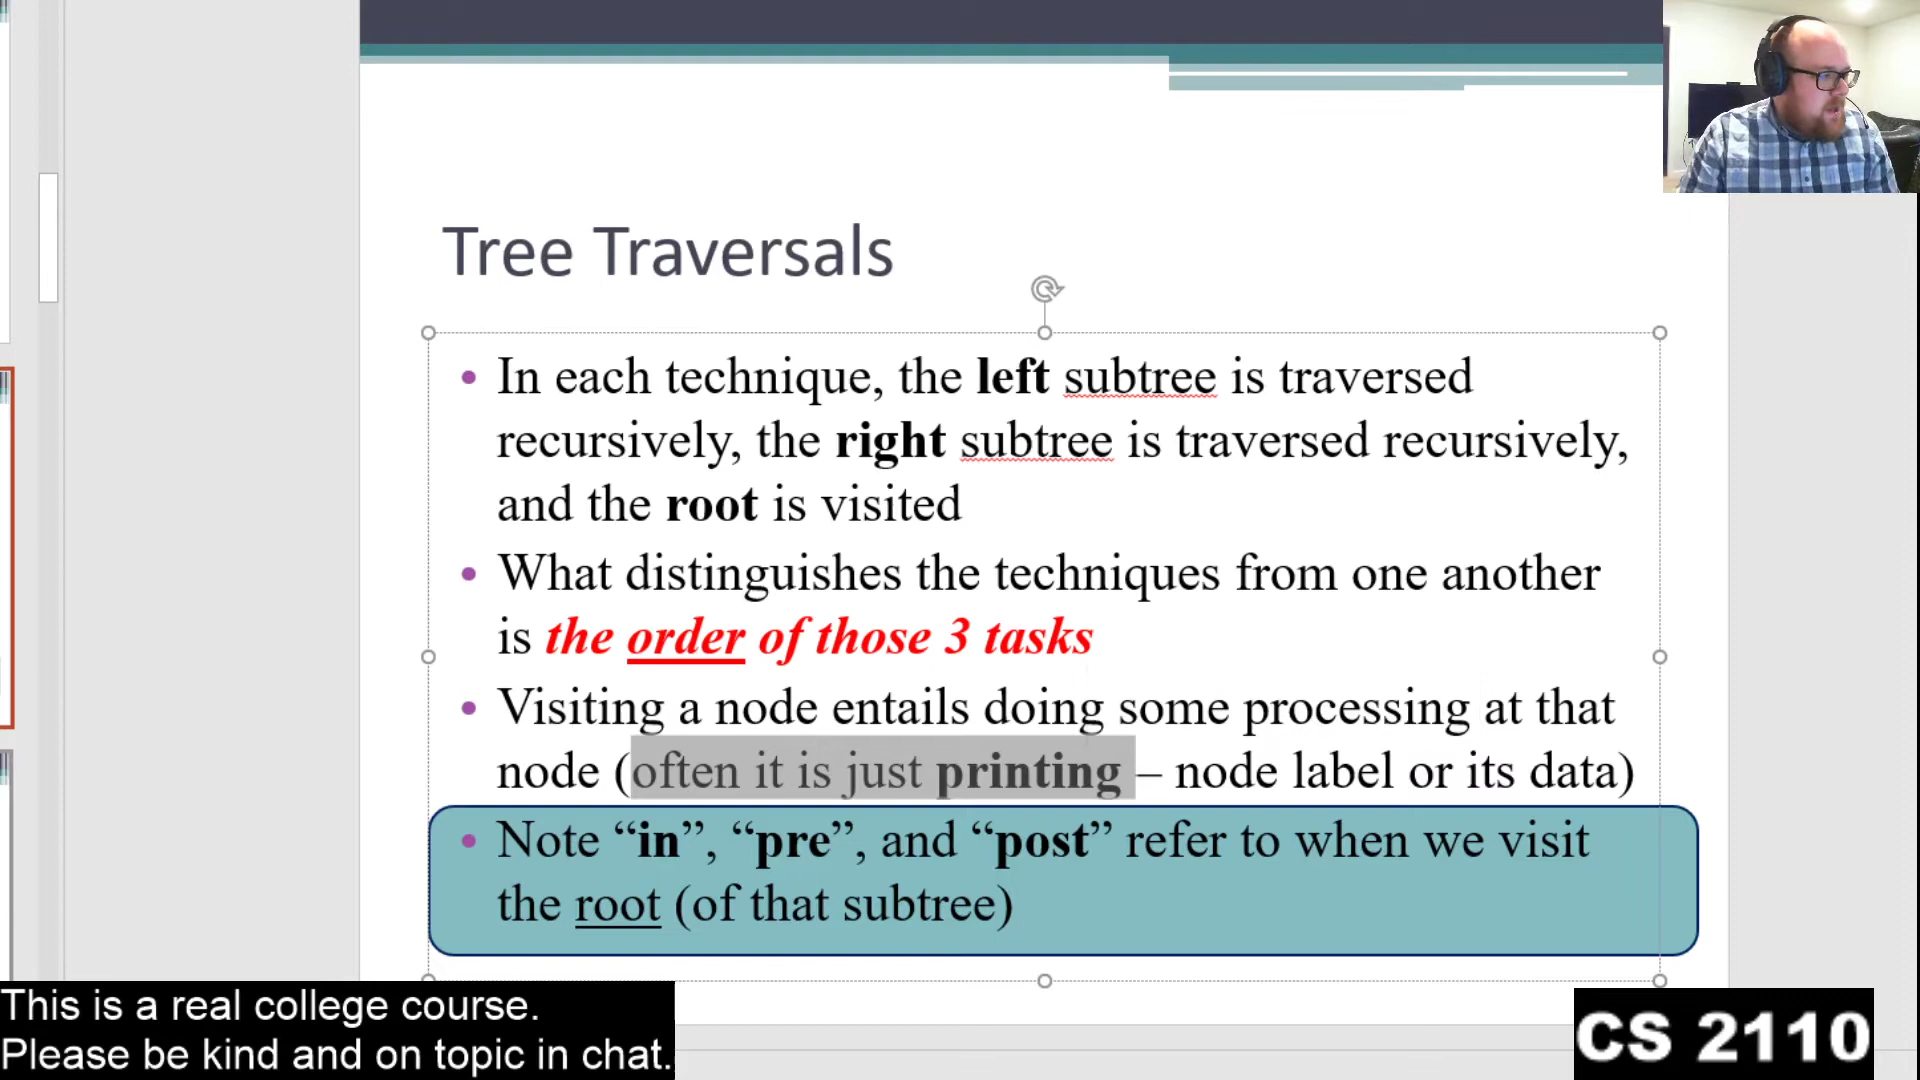 Tree Traversals
• In each technique, the left subtree is traversed
recursively, the right subtree is traversed recursively,
and the root is visited
• What distinguishes the techniques from one another
is the order of those 3 tasks
• Visiting a node entails doing some processing at that
node (often it is just printing – node label or its data)
• Note “in”, “pre”, and “post” refer to when we visit
the root (of that subtree)
This is a real college course.
Please be kind and on topic in chat.
CS 2110